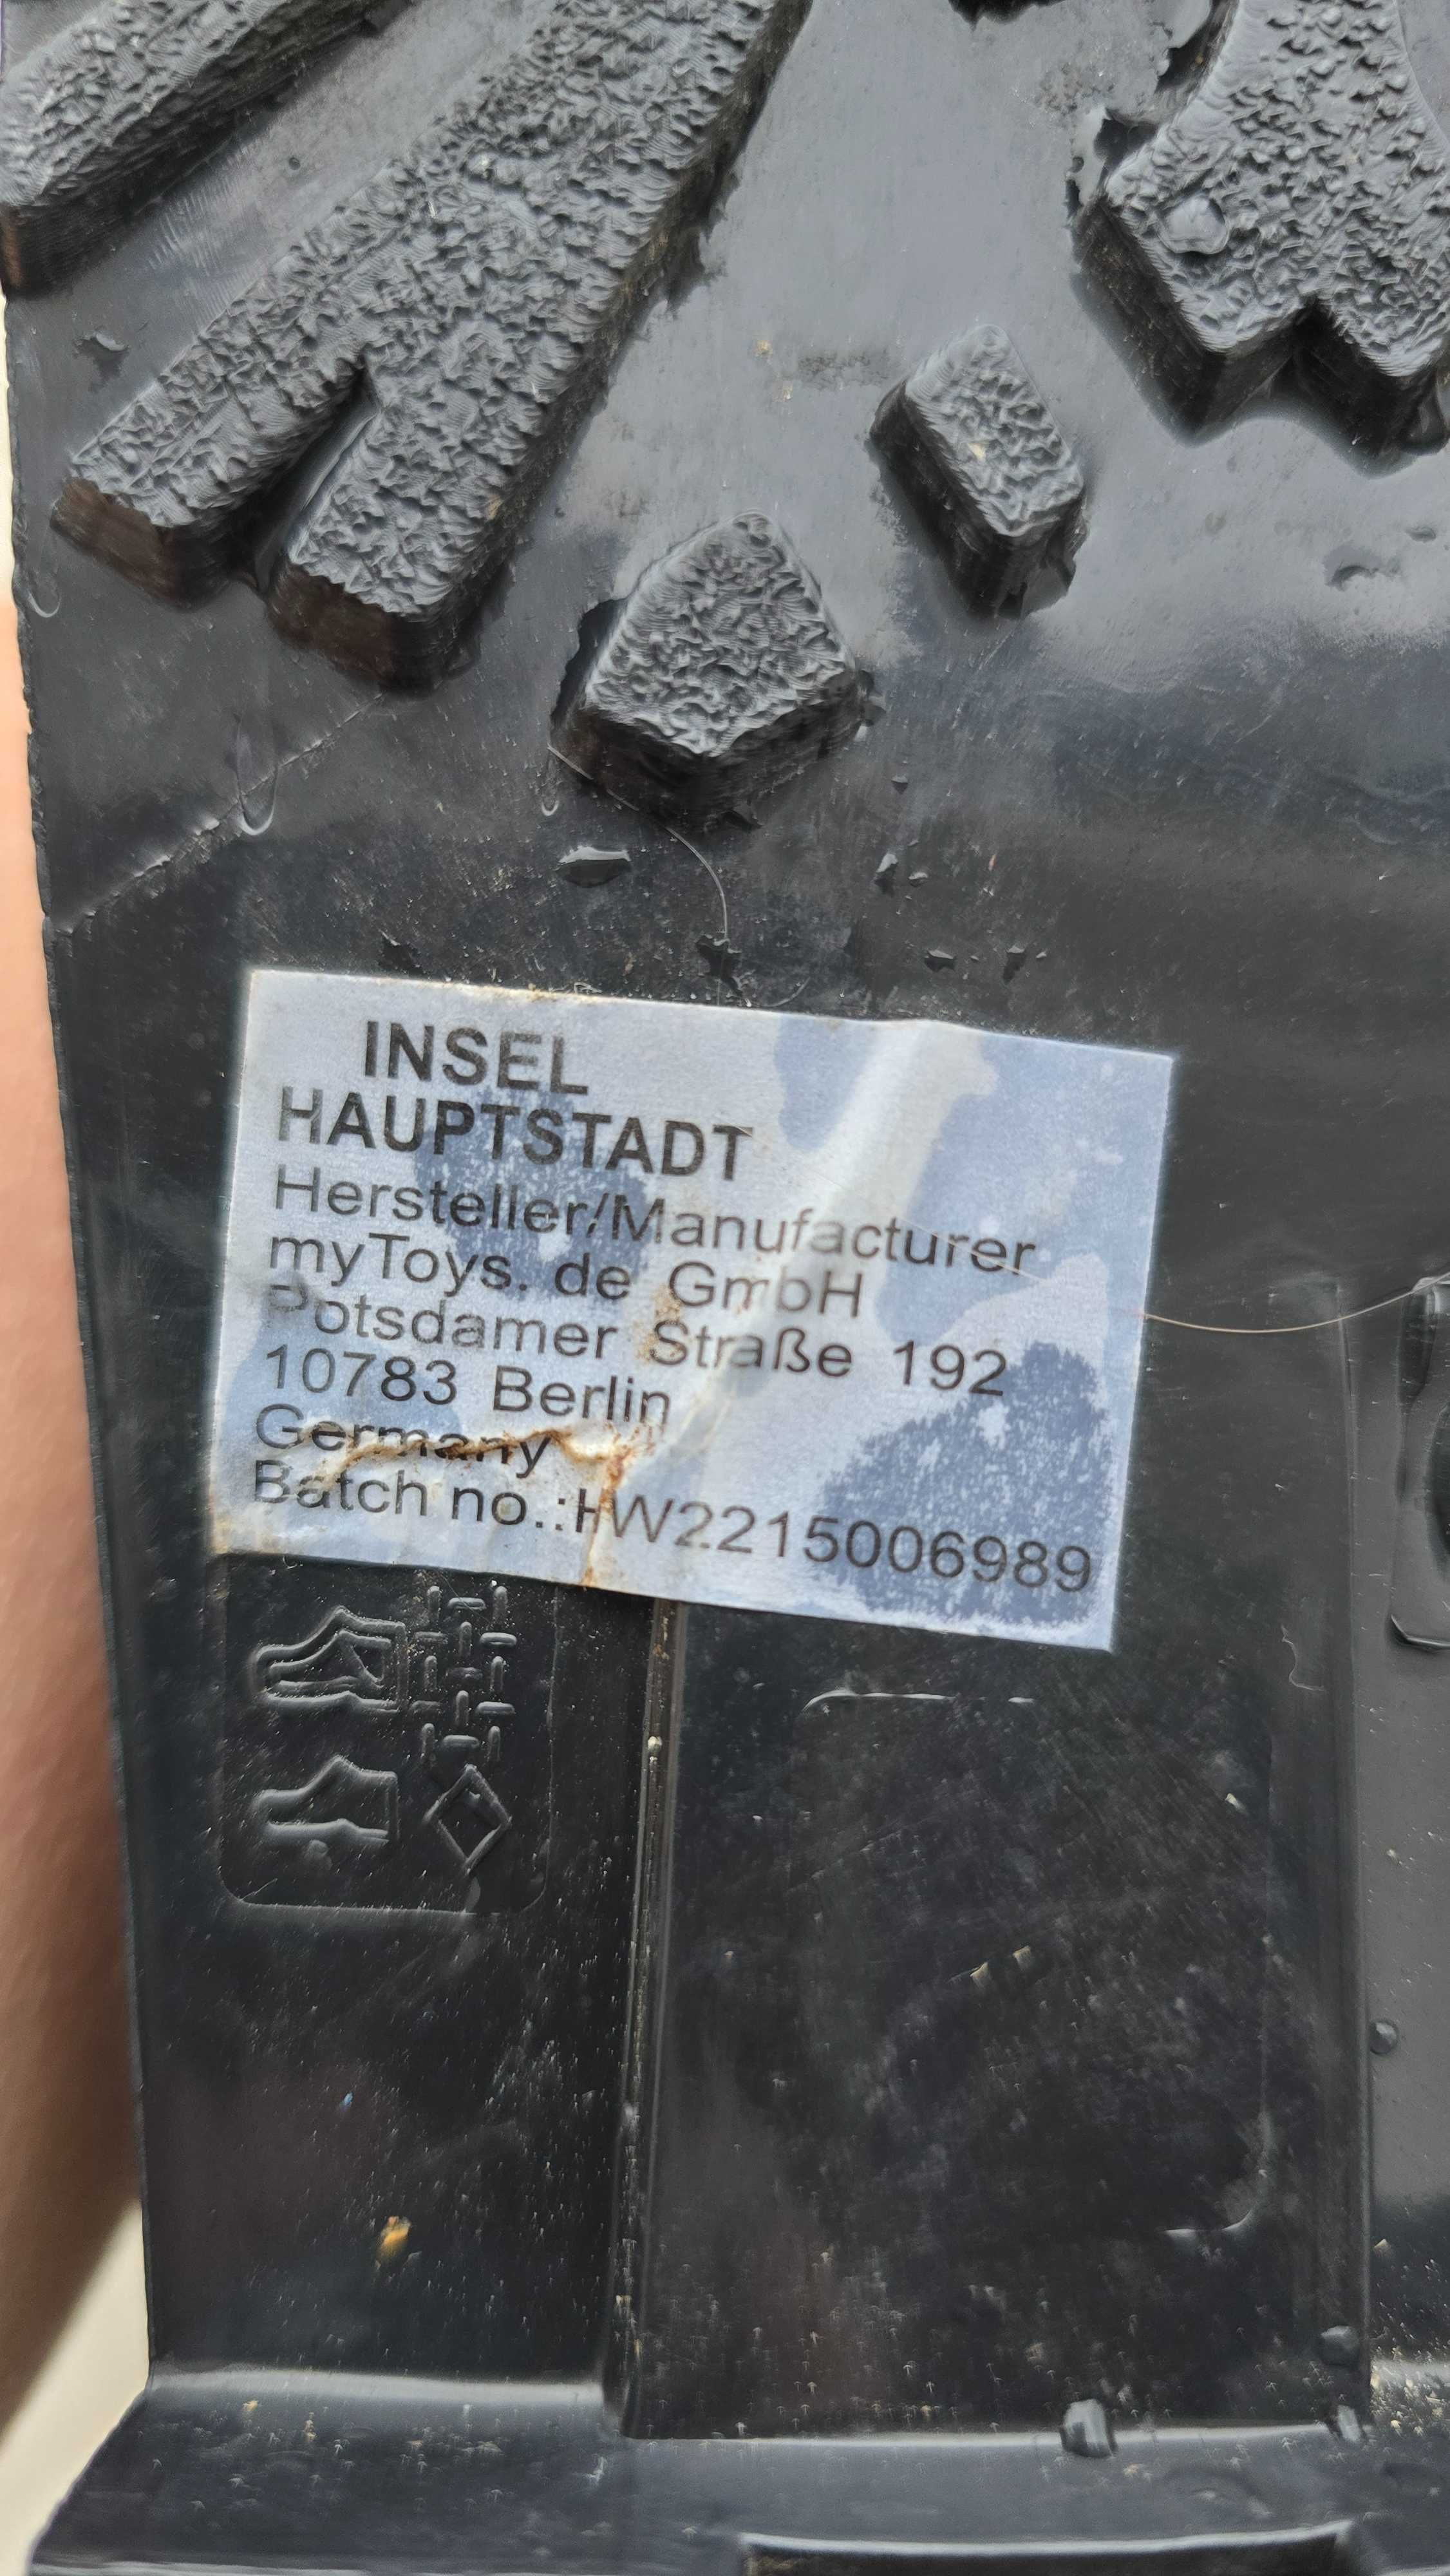 INSEL
HAUPTSTADT
Hersteller/Manufacturer
myToys. de GmbH
Potsdamer Straße 192
10783 Berlin
Germany
Batch no.:HW2215006989